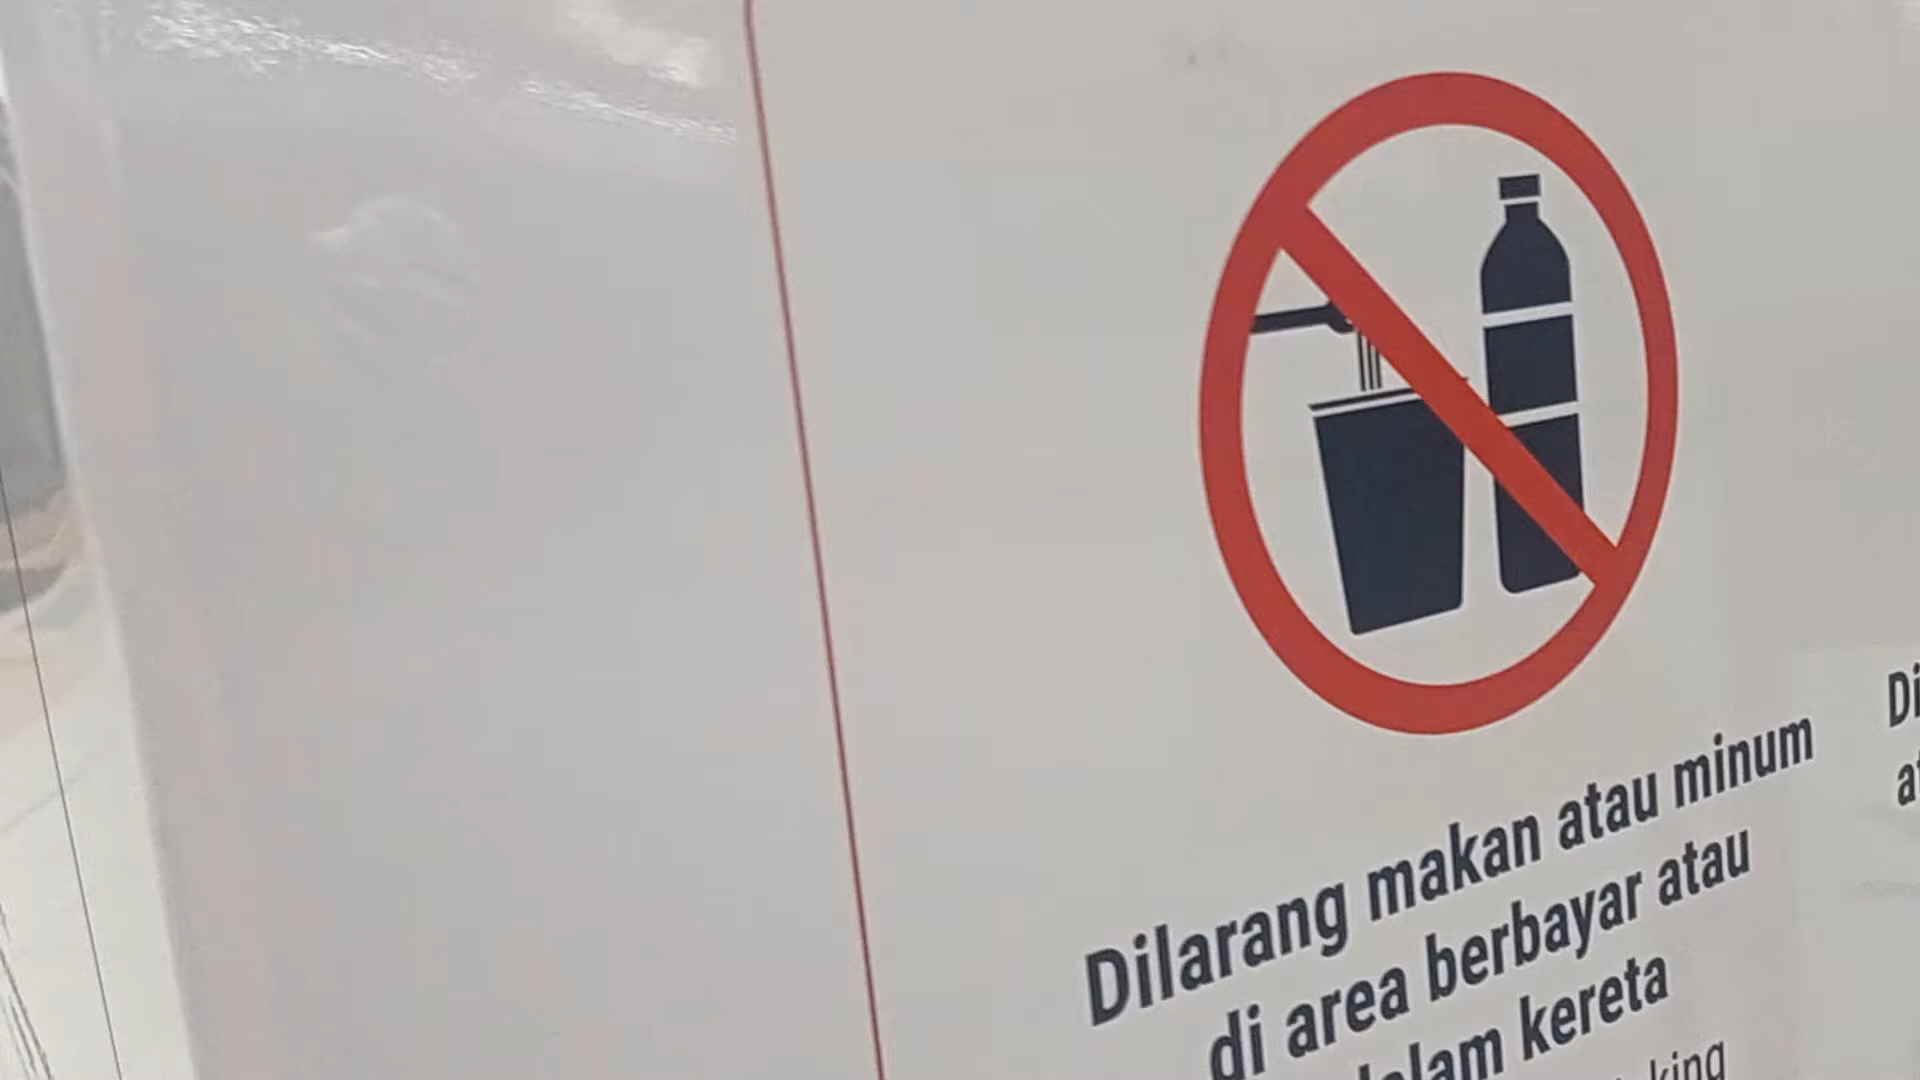 Dilarang makan atau minum
di area berbayar atau
dalam kereta